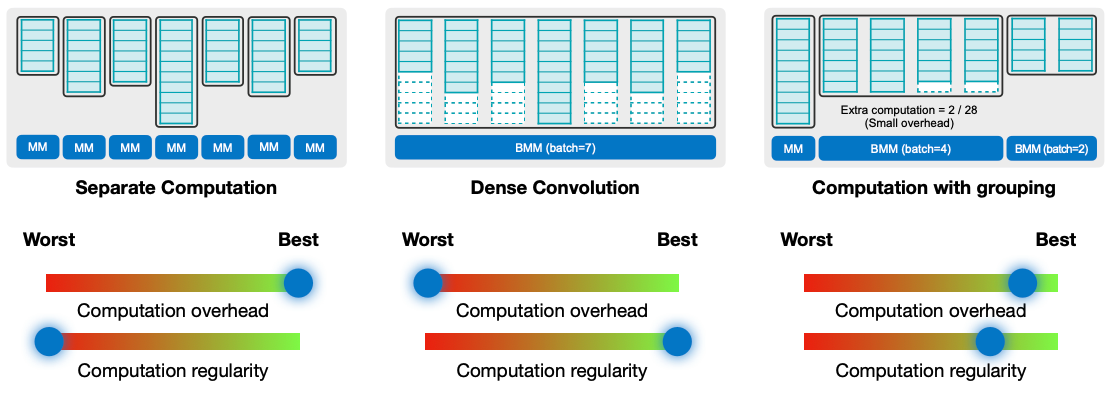 MM
MM
MM
MM
MM
MM
MM
Separate Computation
Worst
Best
Computation overhead
Computation regularity
BMM (batch=7)
Dense Convolution
Worst
Best
Computation overhead
Computation regularity
Extra computation = 2 / 28
(Small overhead)
MM
BMM (batch=4)
BMM (batch=2)
Computation with grouping
Worst
Best
Computation overhead
Computation regularity